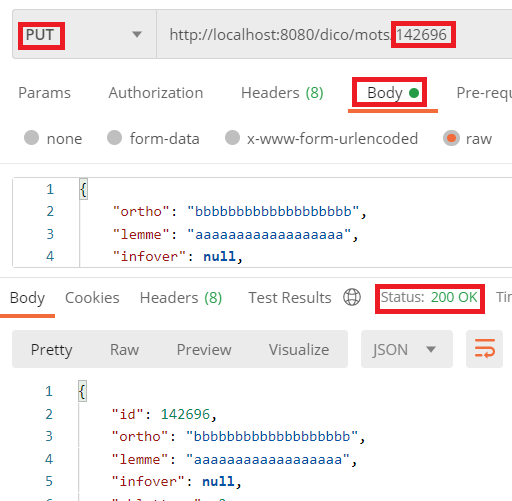 PUT http://localhost:8080/dico/mots/142696
Params Authorization Headers (8) Body Pre-requ
none form-data x-www-form-urlencoded raw
1 {
2 "ortho": "bbbbbbbbbbbbbbbbbbb",
3 "lemme": "aaaaaaaaaaaaaaaaaa",
4 "infover": null,
Body Cookies Headers (8) Test Results Status: 200 OK Tin
Pretty Raw Preview Visualize JSON
1 {
2 "id": 142696,
3 "ortho": "bbbbbbbbbbbbbbbbbbb",
4 "lemme": "aaaaaaaaaaaaaaaaaa",
5 "infover": null,